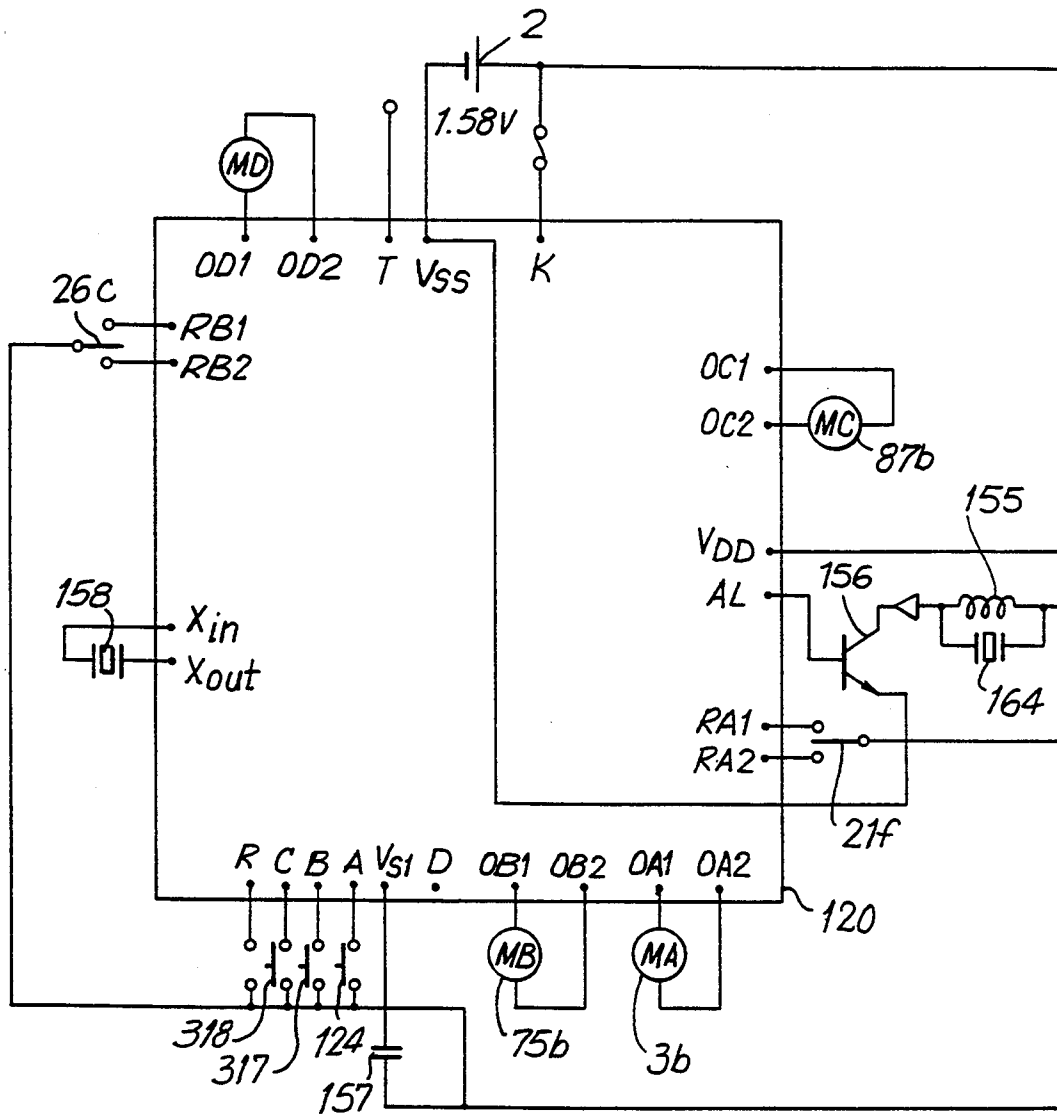 2
1.58V
MD
OD1 OD2 T VSS K
26c
RB1
RB2
OC1
OC2
MC
87b
155
VDD
156
AL
158
Xin
Xout
164
RA1
RA2
21f
R C B A VS1 D OB1 OB2 OA1 OA2
120
MB
MA
318
317
124
157
75b
3b